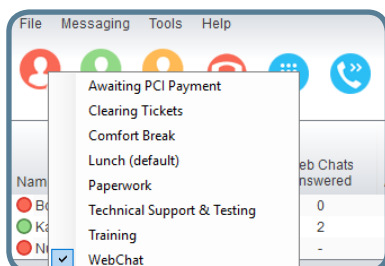 File Messaging Tools Help
Awaiting PCI Payment
Clearing Tickets
Comfort Break
Lunch (default)
Paperwork
Technical Support & Testing
Training
WebChat
eb Chats
nswered
Nam
0
2
-